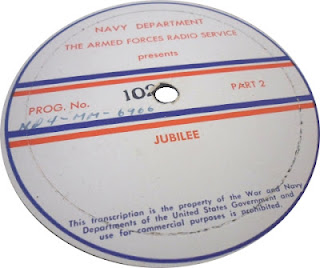 NAVY DEPARTMENT
THE ARMED FORCES RADIO SERVICE
presents
PROG. No. 102 PART 2
JUBILEE
This transcription is the property of the War and Navy
Departments of the United States Government and
use for commercial purposes is prohibited.